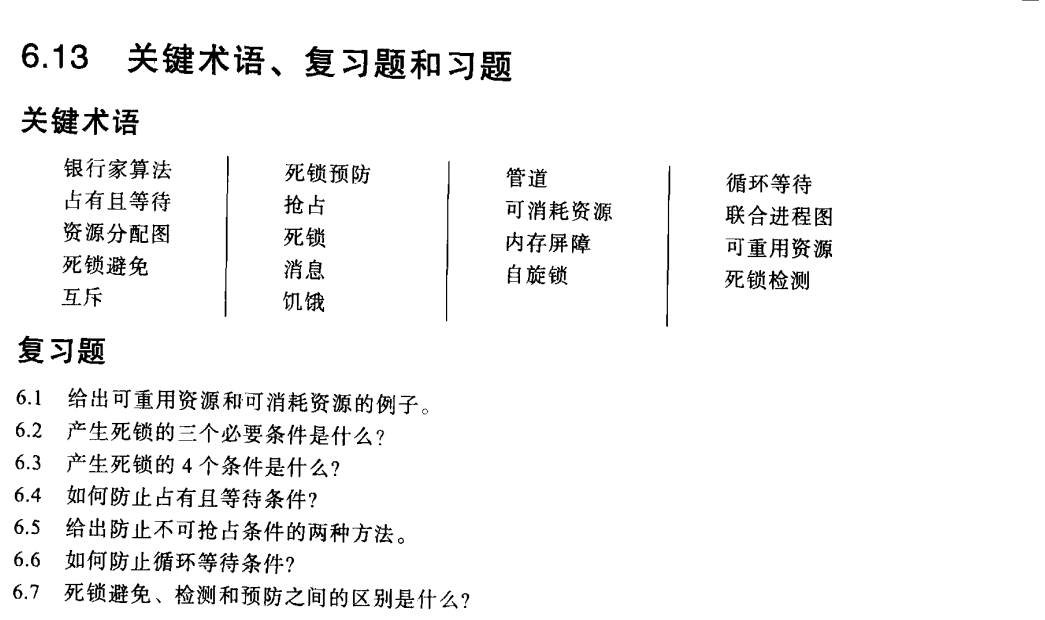 6.13 关键术语、复习题和习题
关键术语
银行家算法
占有且等待
资源分配图
死锁避免
互斥
死锁预防
抢占
死锁
消息
饥饿
管道
可消耗资源
内存屏障
自旋锁
循环等待
联合进程图
可重用资源
死锁检测
复习题
6.1 给出可重用资源和可消耗资源的例子。
6.2 产生死锁的三个必要条件是什么?
6.3 产生死锁的 4 个条件是什么?
6.4 如何防止占有且等待条件?
6.5 给出防止不可抢占条件的两种方法。
6.6 如何防止循环等待条件?
6.7 死锁避免、检测和预防之间的区别是什么?